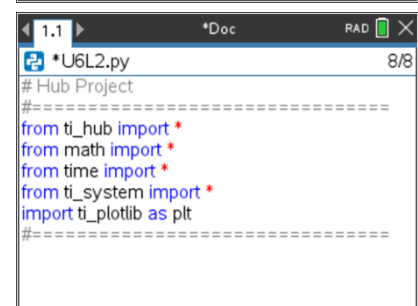 1.1 *Doc RAD
*U6L2.py 8/8
# Hub Project
#================================
from ti_hub import *
from math import *
from time import *
from ti_system import *
import ti_plotlib as plt
#================================